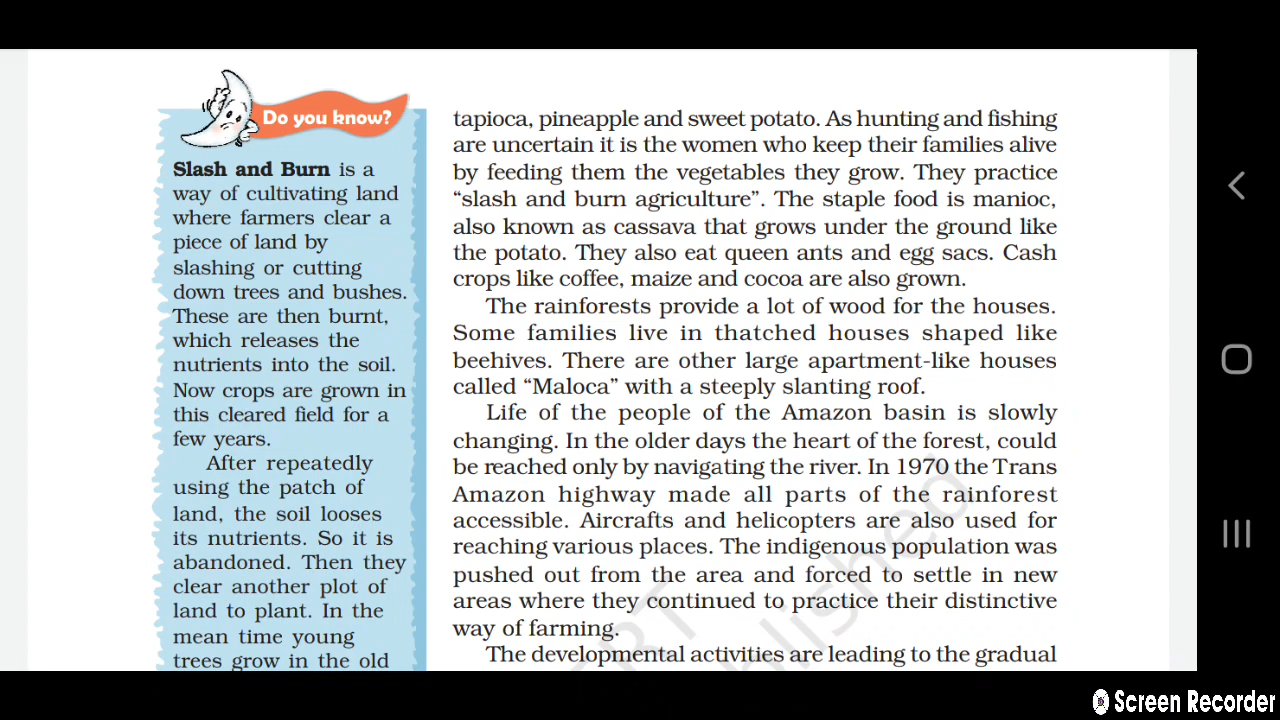 Do you know?
Slash and Burn is a
way of cultivating land
where farmers clear a
piece of land by
slashing or cutting
down trees and bushes.
These are then burnt,
which releases the
nutrients into the soil.
Now crops are grown in
this cleared field for a
few years.
After repeatedly
using the patch of
land, the soil looses
its nutrients. So it is
abandoned. Then they
clear another plot of
land to plant. In the
mean time young
trees grow in the old
tapioca, pineapple and sweet potato. As hunting and fishing
are uncertain it is the women who keep their families alive
by feeding them the vegetables they grow. They practice
“slash and burn agriculture”. The staple food is manioc,
also known as cassava that grows under the ground like
the potato. They also eat queen ants and egg sacs. Cash
crops like coffee, maize and cocoa are also grown.
The rainforests provide a lot of wood for the houses.
Some families live in thatched houses shaped like
beehives. There are other large apartment-like houses
called “Maloca” with a steeply slanting roof.
Life of the people of the Amazon basin is slowly
changing. In the older days the heart of the forest, could
be reached only by navigating the river. In 1970 the Trans
Amazon highway made all parts of the rainforest
accessible. Aircrafts and helicopters are also used for
reaching various places. The indigenous population was
pushed out from the area and forced to settle in new
areas where they continued to practice their distinctive
way of farming.
The developmental activities are leading to the gradual
Screen Recorder